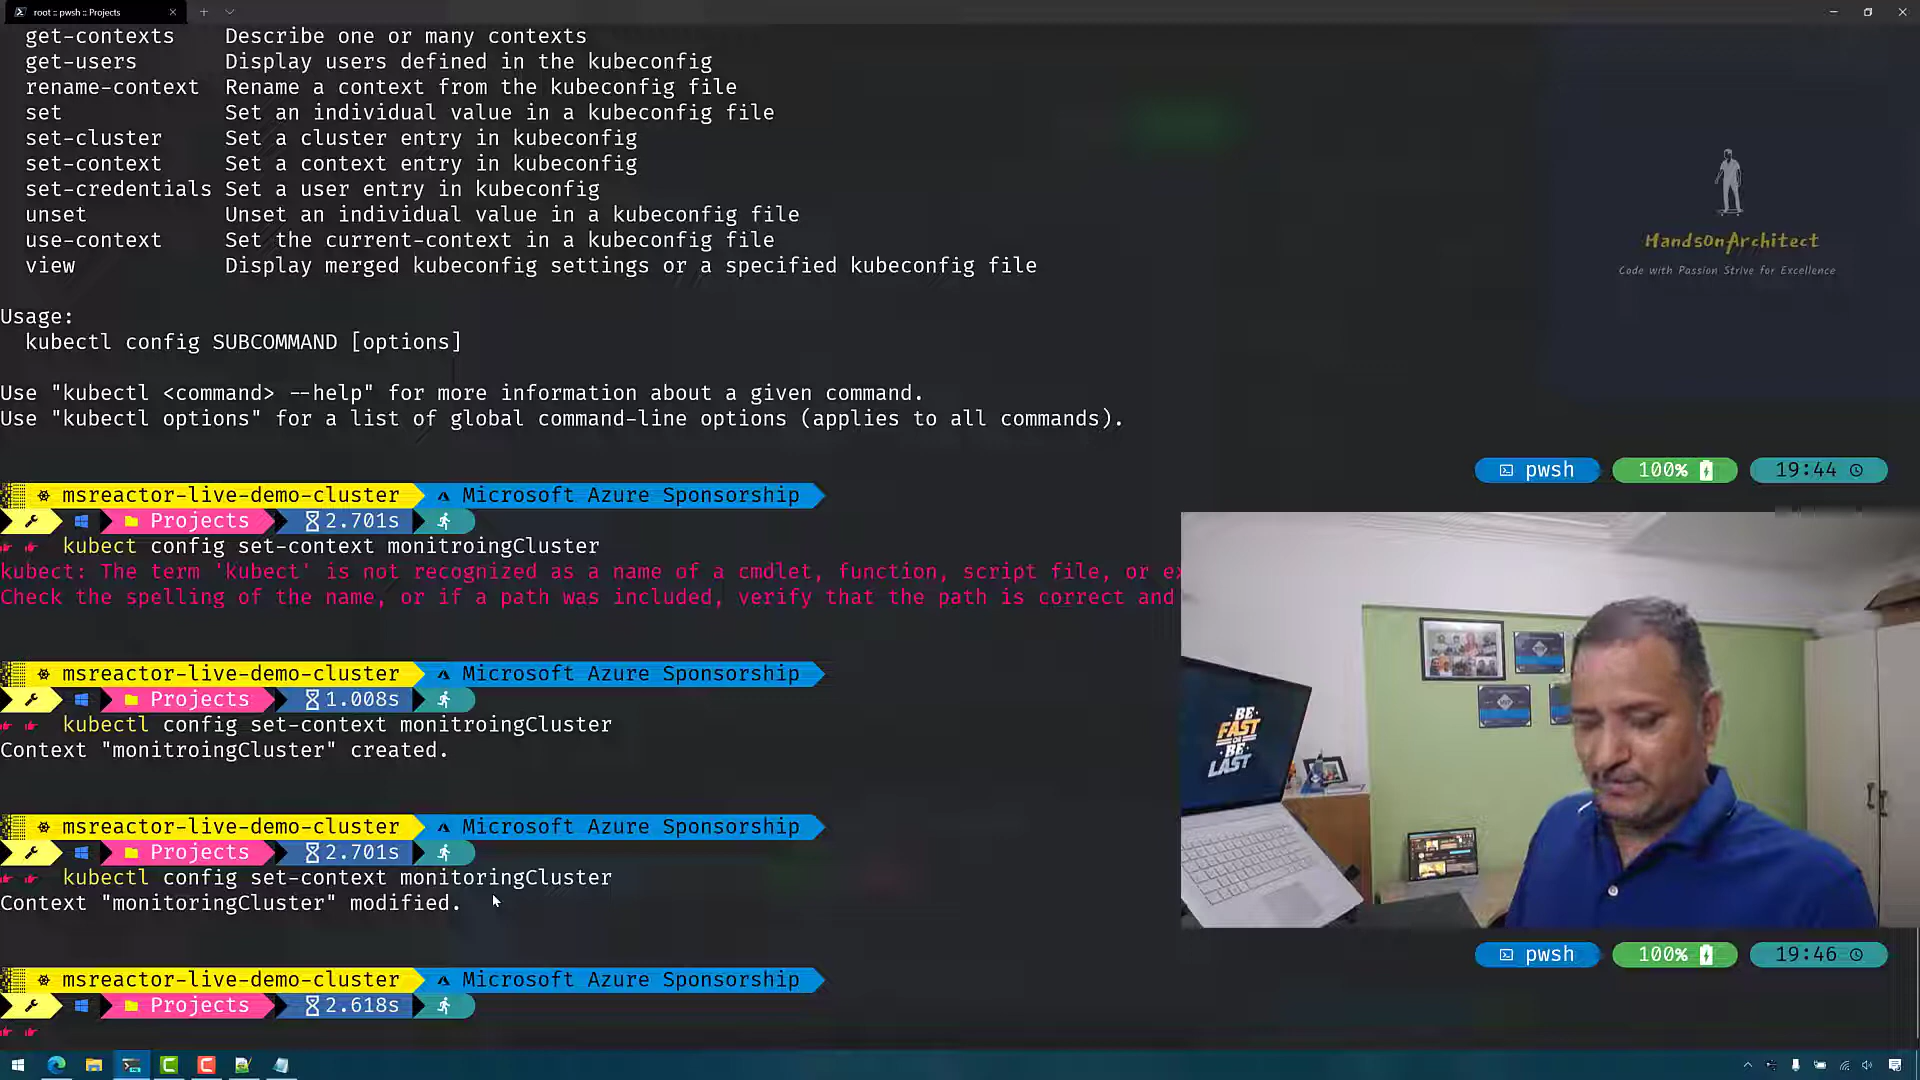 root :: pwsh :: Projects
get-contexts Describe one or many contexts
get-users Display users defined in the kubeconfig
rename-context Rename a context from the kubeconfig file
set Set an individual value in a kubeconfig file
set-cluster Set a cluster entry in kubeconfig
set-context Set a context entry in kubeconfig
set-credentials Set a user entry in kubeconfig
unset Unset an individual value in a kubeconfig file
use-context Set the current-context in a kubeconfig file
view Display merged kubeconfig settings or a specified kubeconfig file
HandsOnArchitect
Code with Passion Strive for Excellence
Usage:
kubectl config SUBCOMMAND [options]
Use "kubectl <command> --help" for more information about a given command.
Use "kubectl options" for a list of global command-line options (applies to all commands).
pwsh 100% 19:44
msreactor-live-demo-cluster Microsoft Azure Sponsorship
Projects 2.701s
kubect config set-context monitroingCluster
kubect: The term 'kubect' is not recognized as a name of a cmdlet, function, script file, or
Check the spelling of the name, or if a path was included, verify that the path is correct and
msreactor-live-demo-cluster Microsoft Azure Sponsorship
Projects 1.008s
kubectl config set-context monitroingCluster
Context "monitroingCluster" created.
msreactor-live-demo-cluster Microsoft Azure Sponsorship
Projects 2.701s
kubectl config set-context monitoringCluster
Context "monitoringCluster" modified.
BE
FAST
OR
BE
LAST
pwsh 100% 19:46
msreactor-live-demo-cluster Microsoft Azure Sponsorship
Projects 2.618s